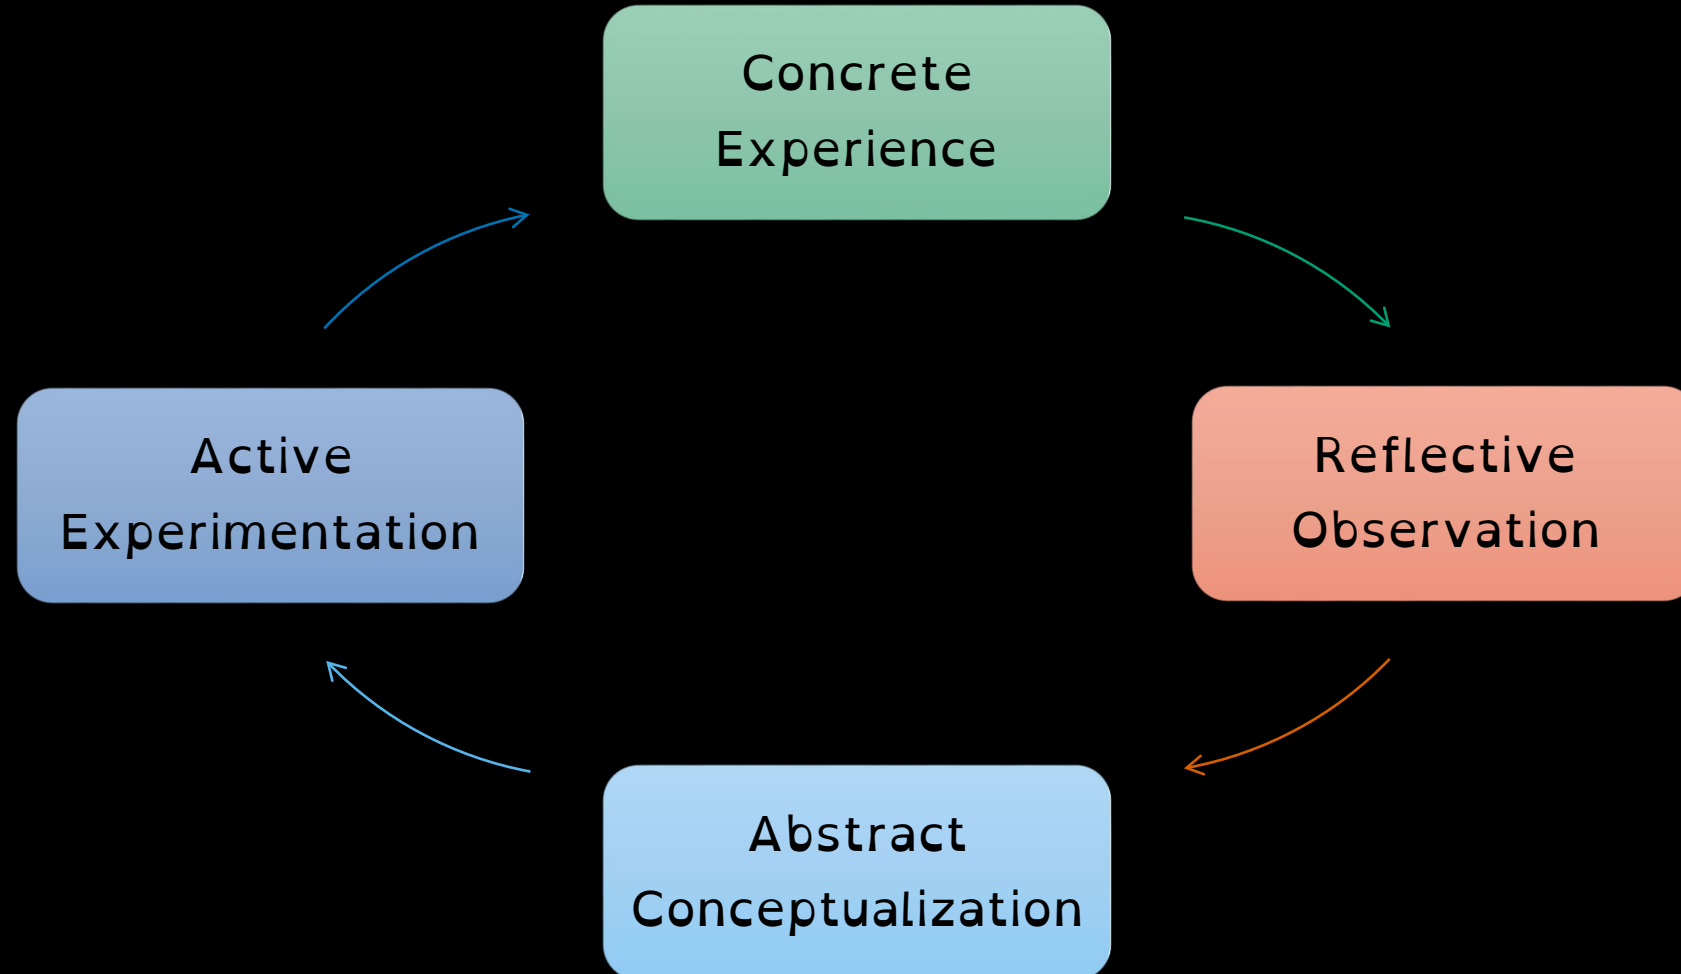 Concrete
Experience
Active
Experimentation
Reflective
Observation
Abstract
Conceptualization